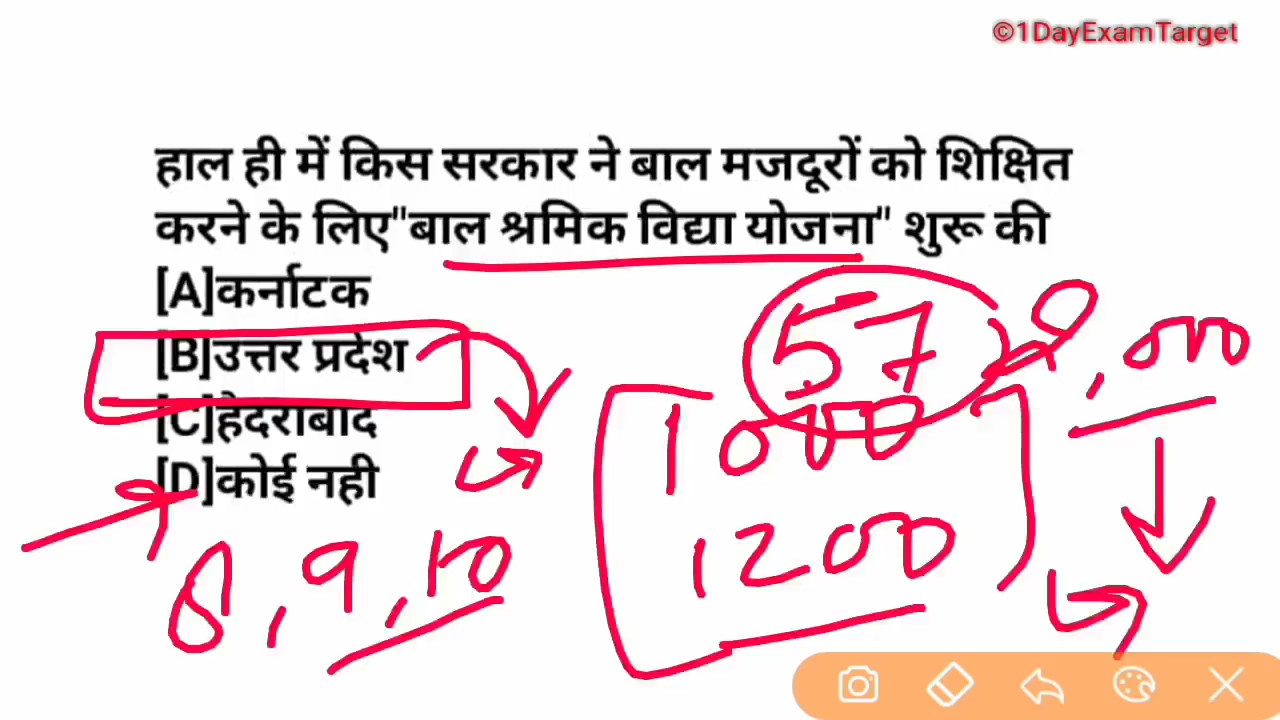 ©1DayExamTarget
हाल ही में किस सरकार ने बाल मजदूरों को शिक्षित
करने के लिए"बाल श्रमिक विद्या योजना" शुरू की
[A]कर्नाटक
[B]उत्तर प्रदेश
57 ,000
[C]हेदराबाद
1000
[D]कोई नही
1200
8, 9, 10